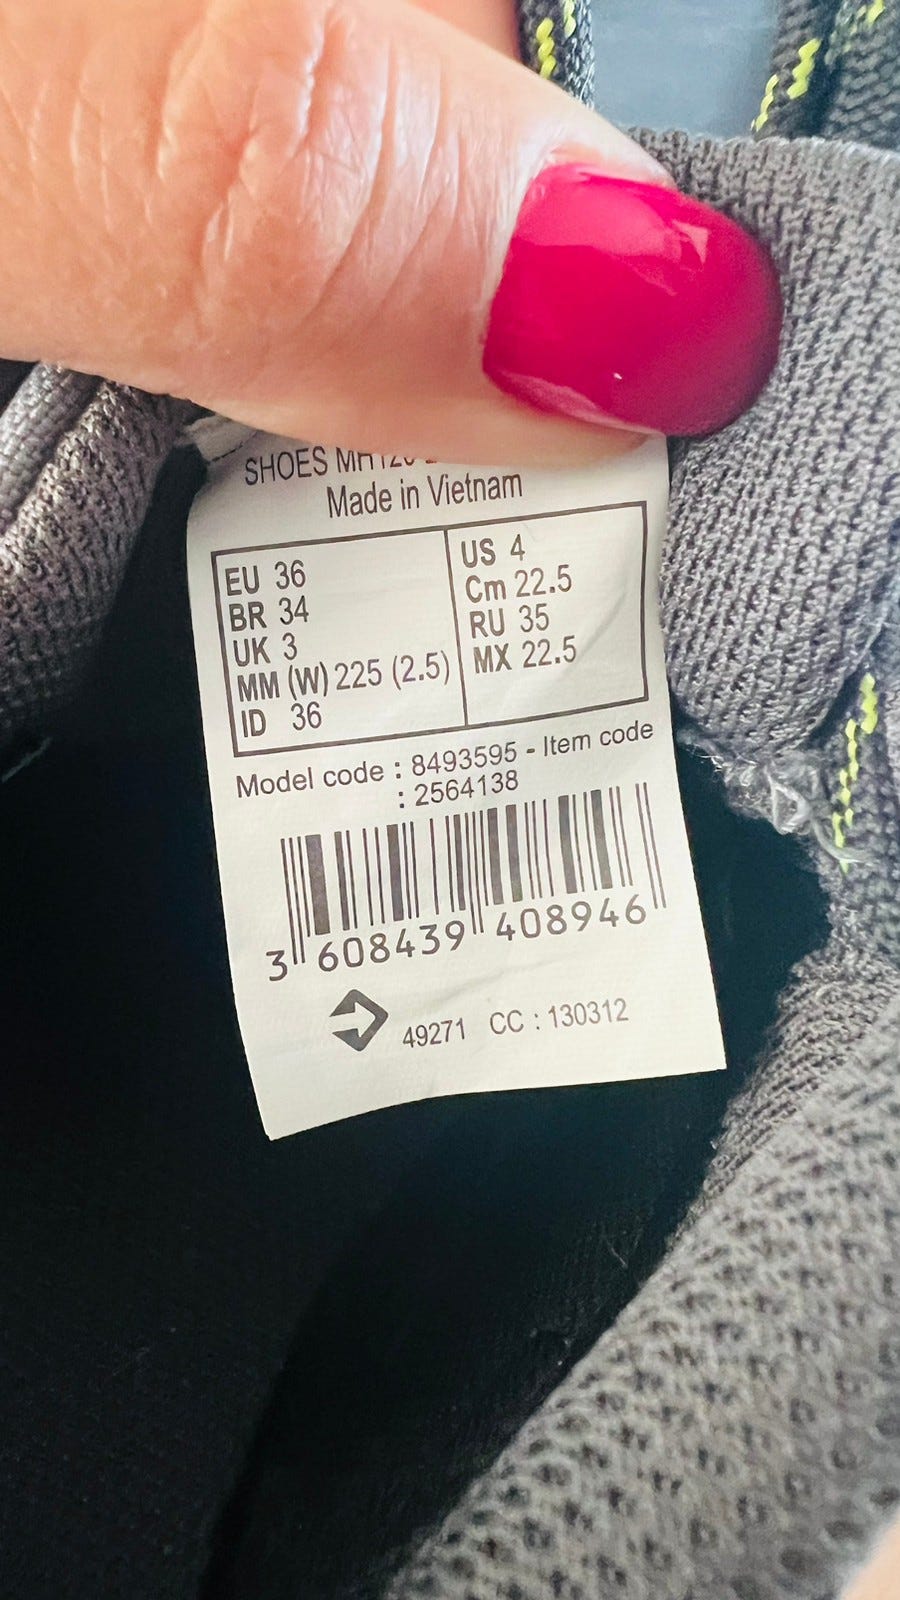 SHOES
Made in Vietnam
EU 36
BR 34
UK 3
MM (W) 225 (2.5)
ID 36
US 4
Cm 22.5
RU 35
MX 22.5
Model code : 8493595 - Item code
: 2564138
3 608439 408946
49271 CC : 130312